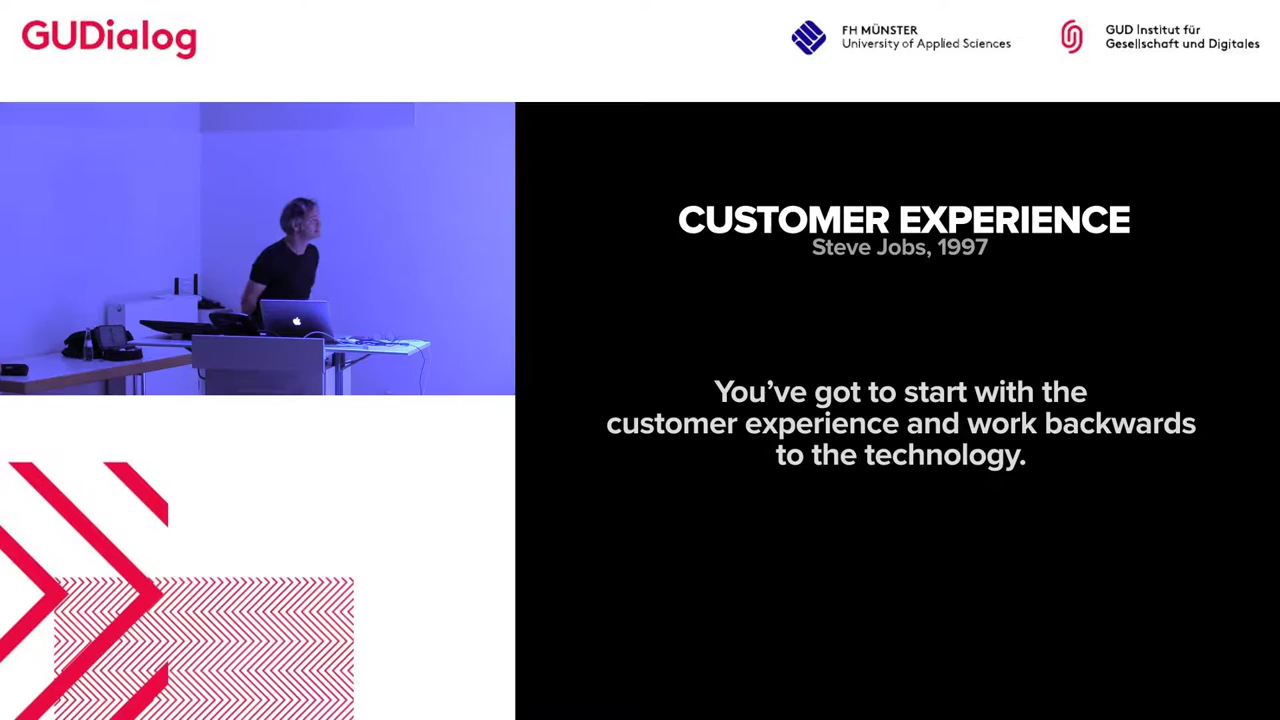 GUDialog
FH MÜNSTER
University of Applied Sciences
GUD Institut für
Gesellschaft und Digitales
CUSTOMER EXPERIENCE
Steve Jobs, 1997
You’ve got to start with the
customer experience and work backwards
to the technology.